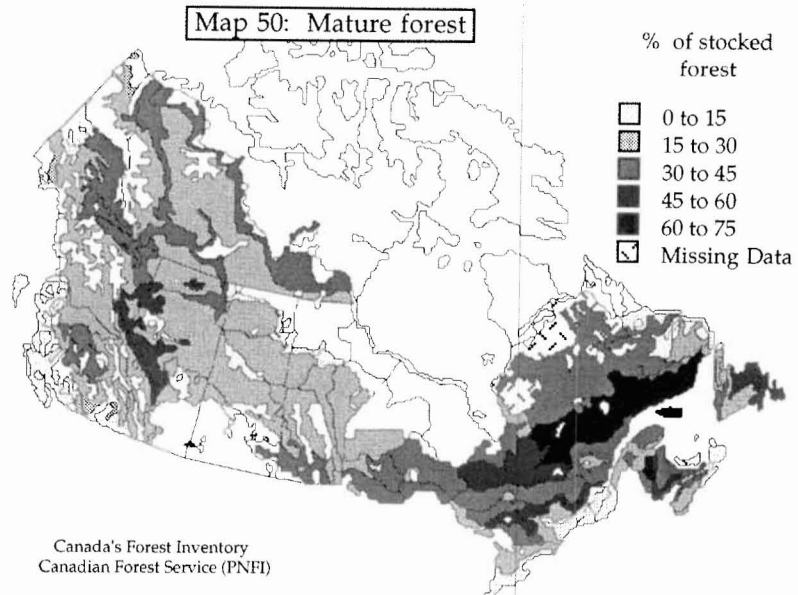 Map 50: Mature forest
% of stocked
forest
0 to 15
15 to 30
30 to 45
45 to 60
60 to 75
Missing Data
Canada's Forest Inventory
Canadian Forest Service (PNFI)